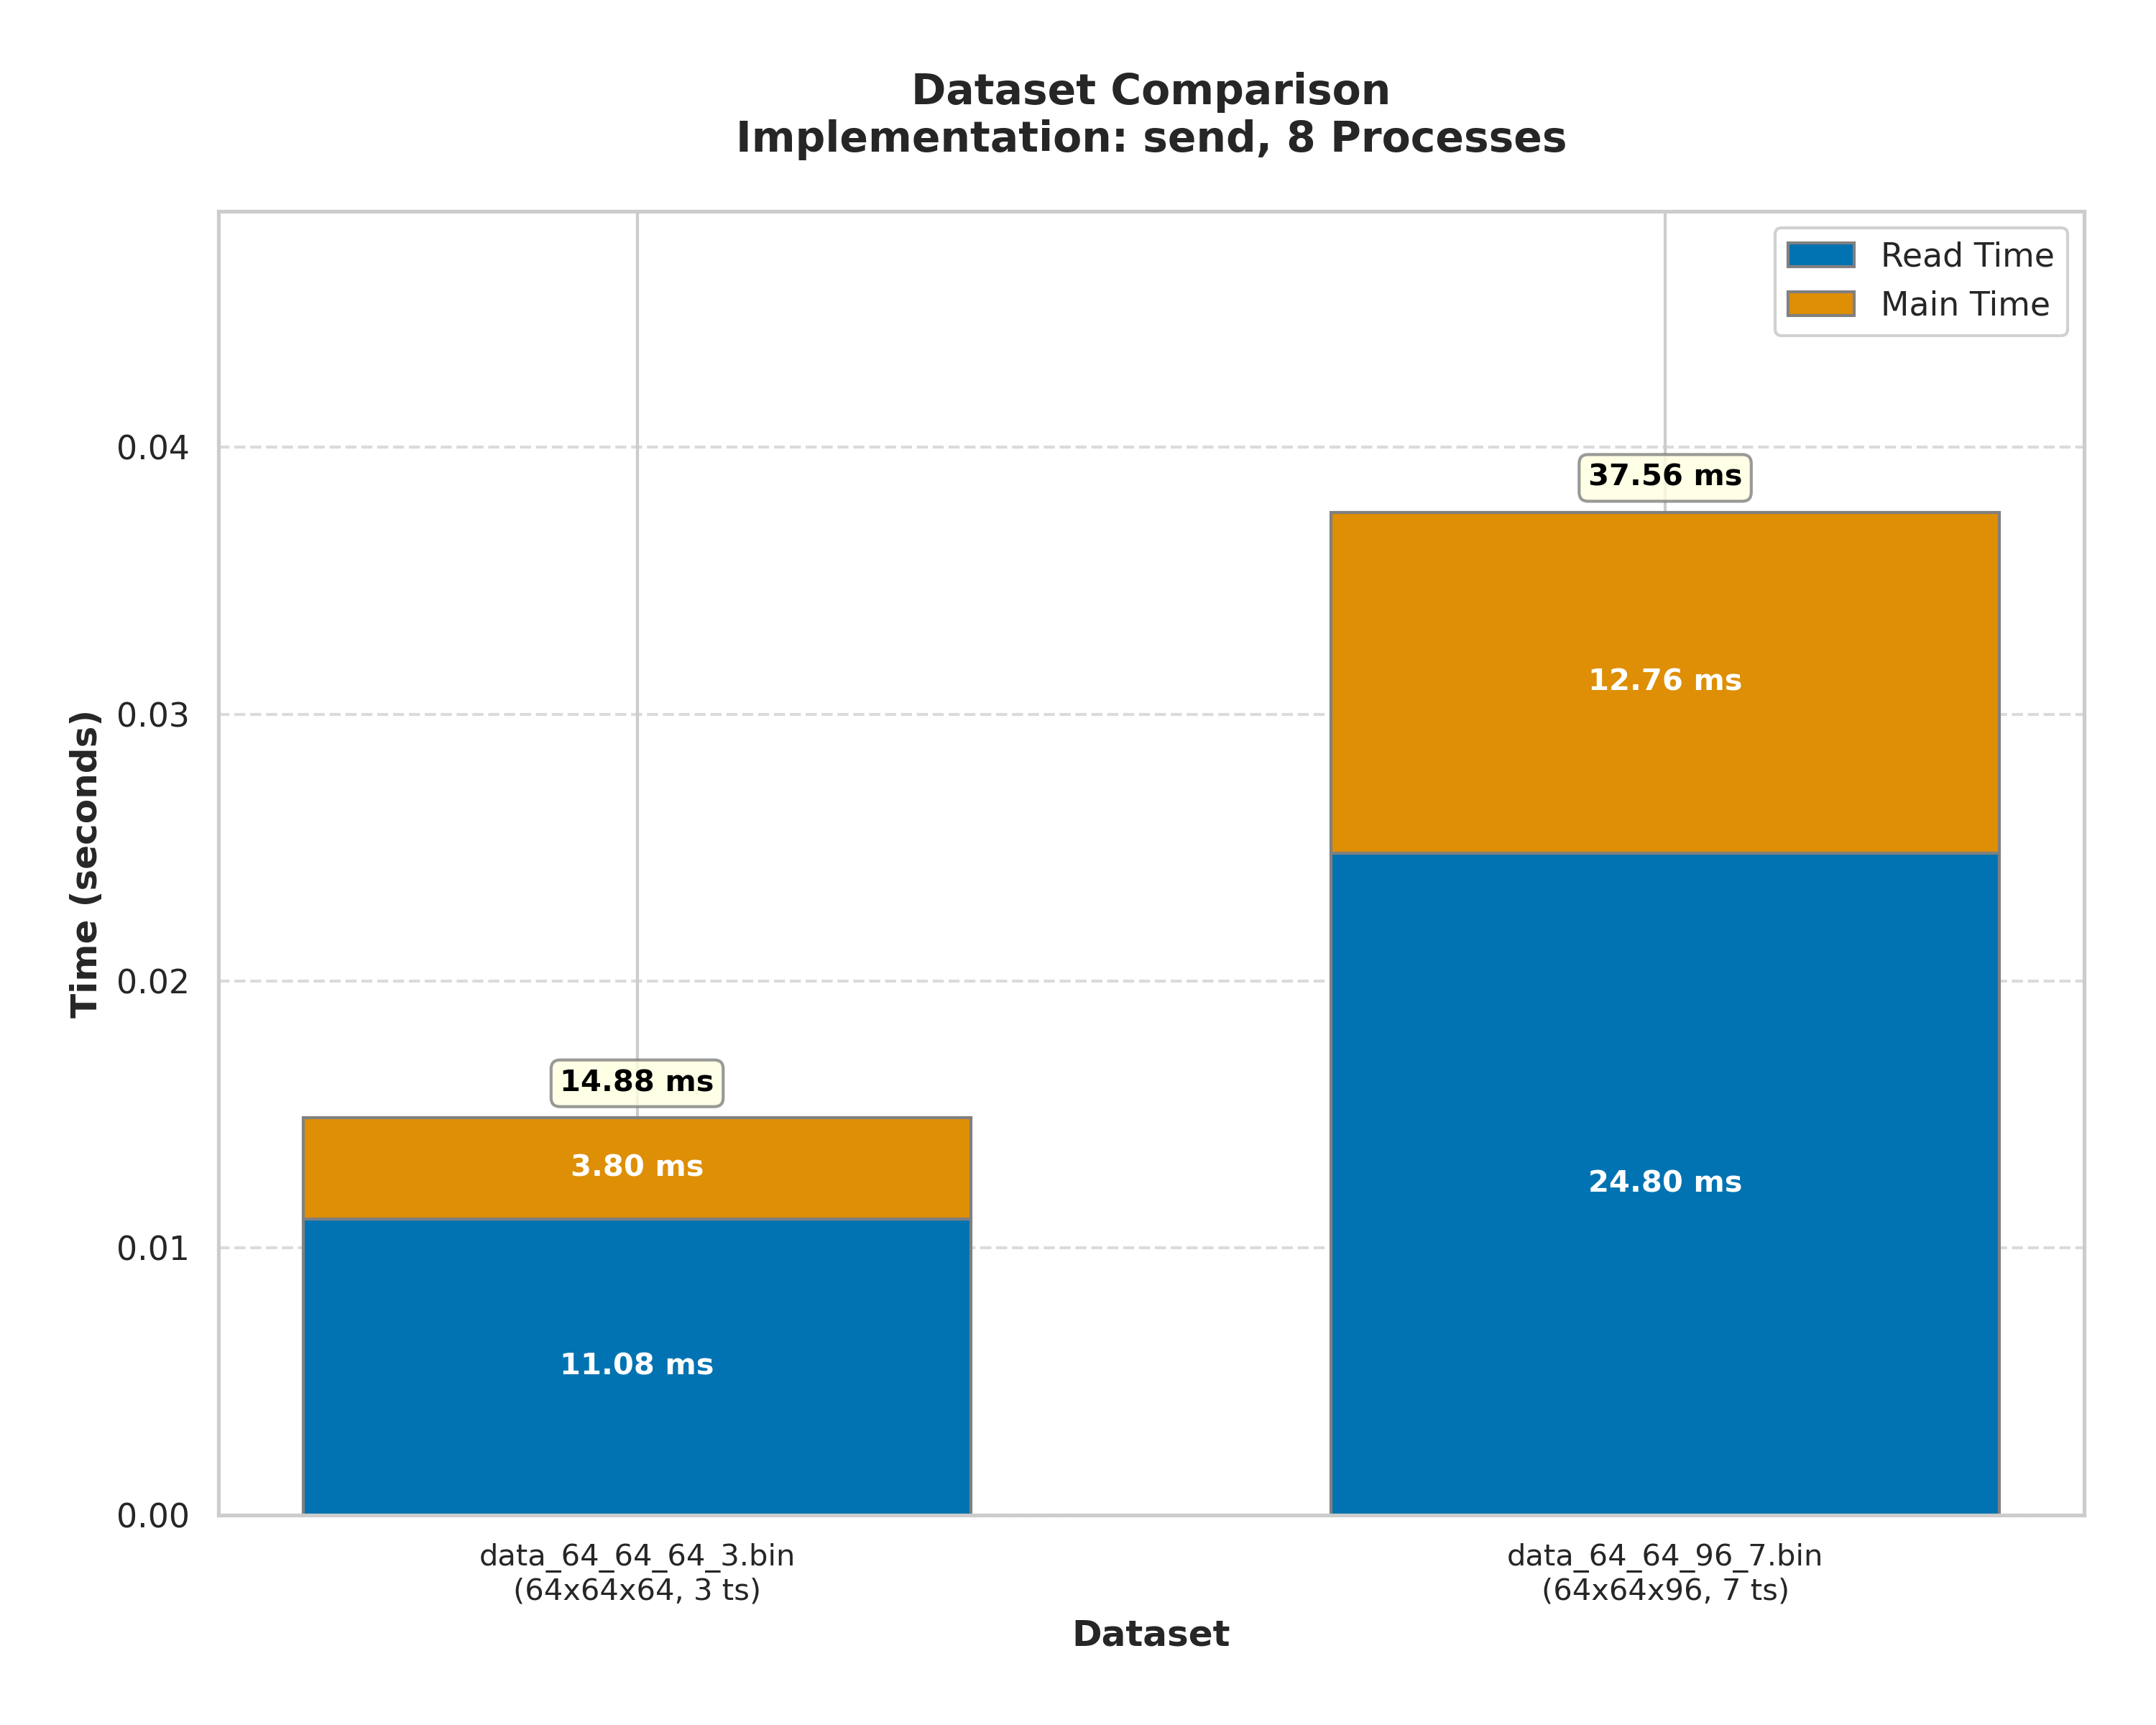 Dataset Comparison
Implementation: send, 8 Processes
Read Time
Main Time
Time (seconds)
0.04
0.03
0.02
0.01
0.00
37.56 ms
12.76 ms
24.80 ms
14.88 ms
3.80 ms
11.08 ms
data_64_64_64_3.bin
(64x64x64, 3 ts)
data_64_64_96_7.bin
(64x64x96, 7 ts)
Dataset